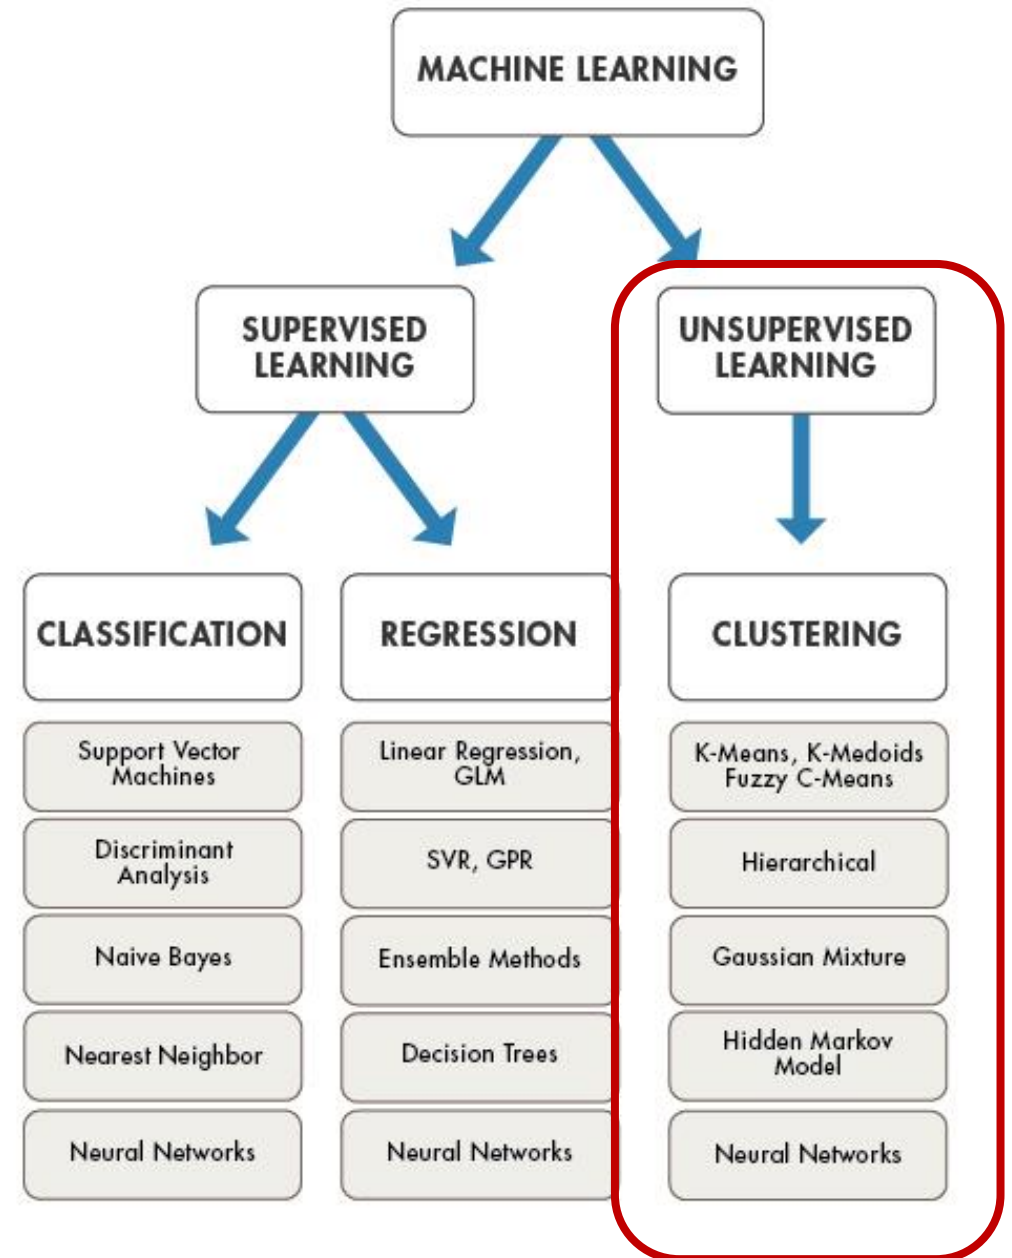 MACHINE LEARNING
SUPERVISED
LEARNING
UNSUPERVISED
LEARNING
CLASSIFICATION
Support Vector
Machines
Discriminant
Analysis
Naive Bayes
Nearest Neighbor
Neural Networks
REGRESSION
Linear Regression,
GLM
SVR, GPR
Ensemble Methods
Decision Trees
Neural Networks
CLUSTERING
K-Means, K-Medoids
Fuzzy C-Means
Hierarchical
Gaussian Mixture
Hidden Markov
Model
Neural Networks